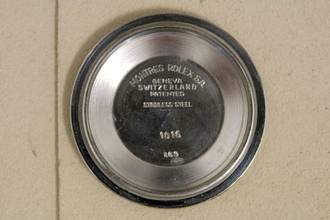 MONTRES ROLEX S.A.
GENEVA
SWITZERLAND
PATENTED
STAINLESS STEEL
1016